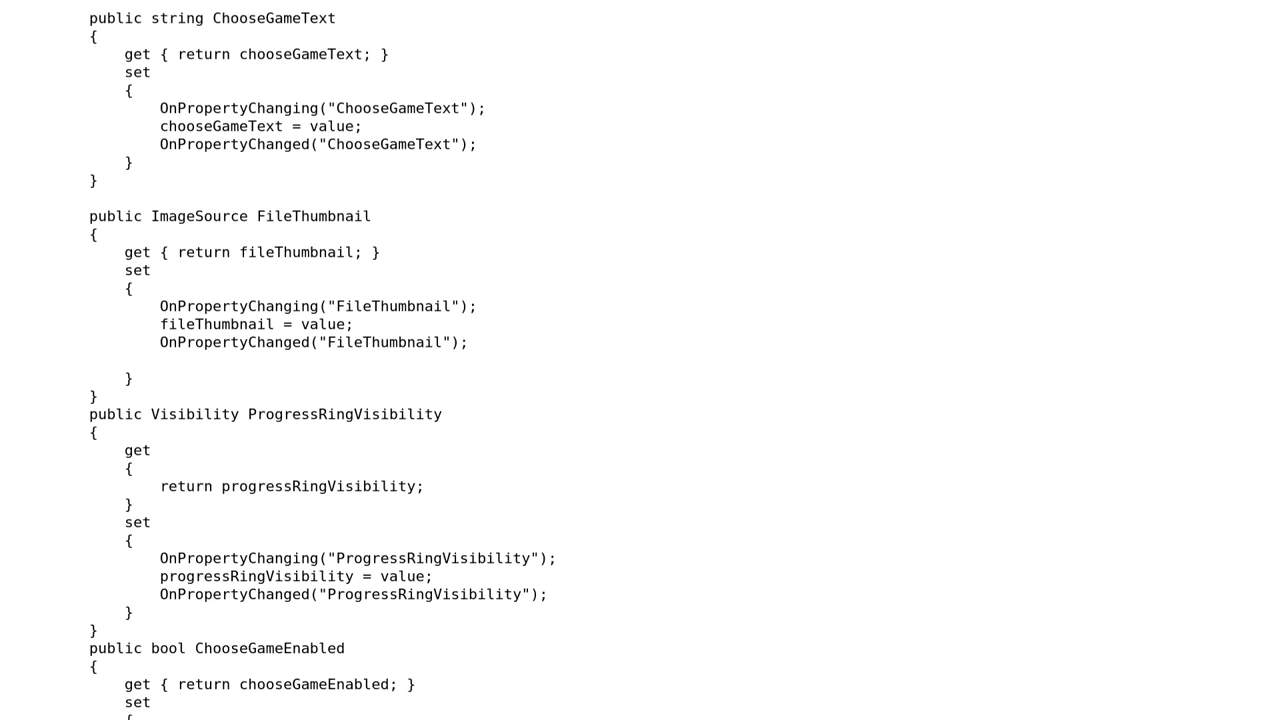 public string ChooseGameText
{
    get { return chooseGameText; }
    set
    {
        OnPropertyChanging("ChooseGameText");
        chooseGameText = value;
        OnPropertyChanged("ChooseGameText");
    }
}

public ImageSource FileThumbnail
{
    get { return fileThumbnail; }
    set
    {
        OnPropertyChanging("FileThumbnail");
        fileThumbnail = value;
        OnPropertyChanged("FileThumbnail");

    }
}
public Visibility ProgressRingVisibility
{
    get
    {
        return progressRingVisibility;
    }
    set
    {
        OnPropertyChanging("ProgressRingVisibility");
        progressRingVisibility = value;
        OnPropertyChanged("ProgressRingVisibility");
    }
}
public bool ChooseGameEnabled
{
    get { return chooseGameEnabled; }
    set
    {